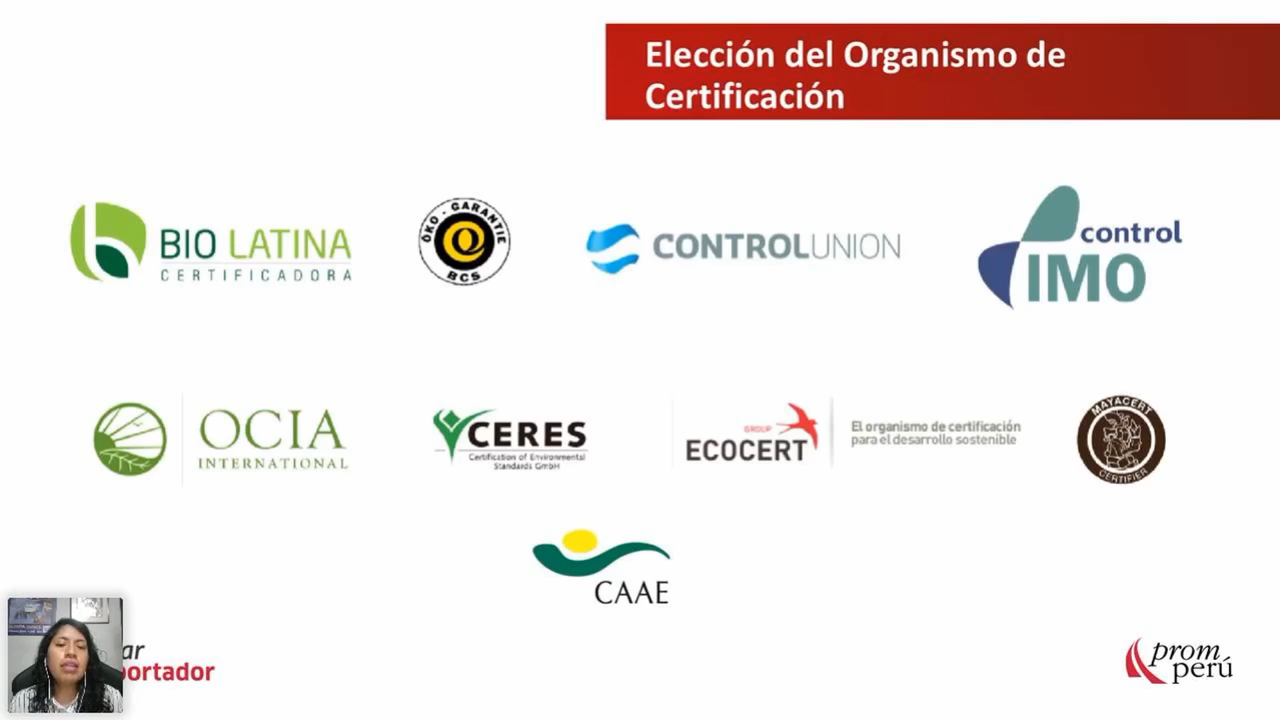 Elección del Organismo de
Certificación
BIO LATINA
CERTIFICADORA
ÖKO - GARANTIE
BCS
CONTROLUNION
control
IMO
OCIA
INTERNATIONAL
CERES
Certification of Environmental
Standards GmbH
GROUP
ECOCERT
El organismo de certificación
para el desarrollo sostenible
MAYACERT
CERTIFIER
CAAE
ar
portador
prom
perú